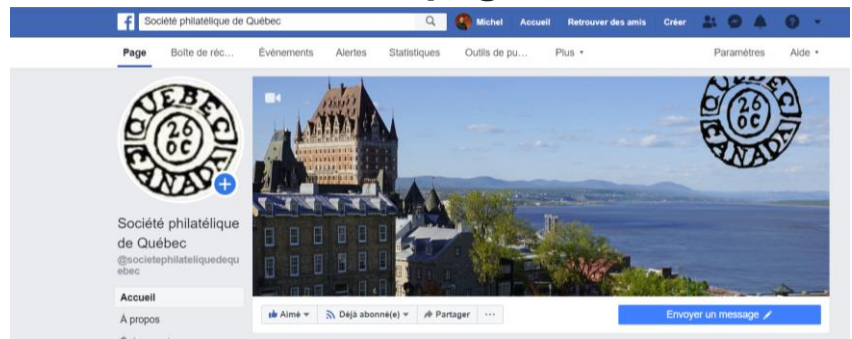 Société philatélique de Québec
Michel Accueil Retrouver des amis Créer
Page Boîte de réc... Évènements Alertes Statistiques Outils de pu... Plus Paramètres Aide
QUEBEC
26
OC
CANADA
QUEBEC
26
OC
CANADA
Société philatélique
de Québec
@societephilateliquedequ
ebec
Accueil
À propos
Aimé Déjà abonné(e) Partager ... Envoyer un message